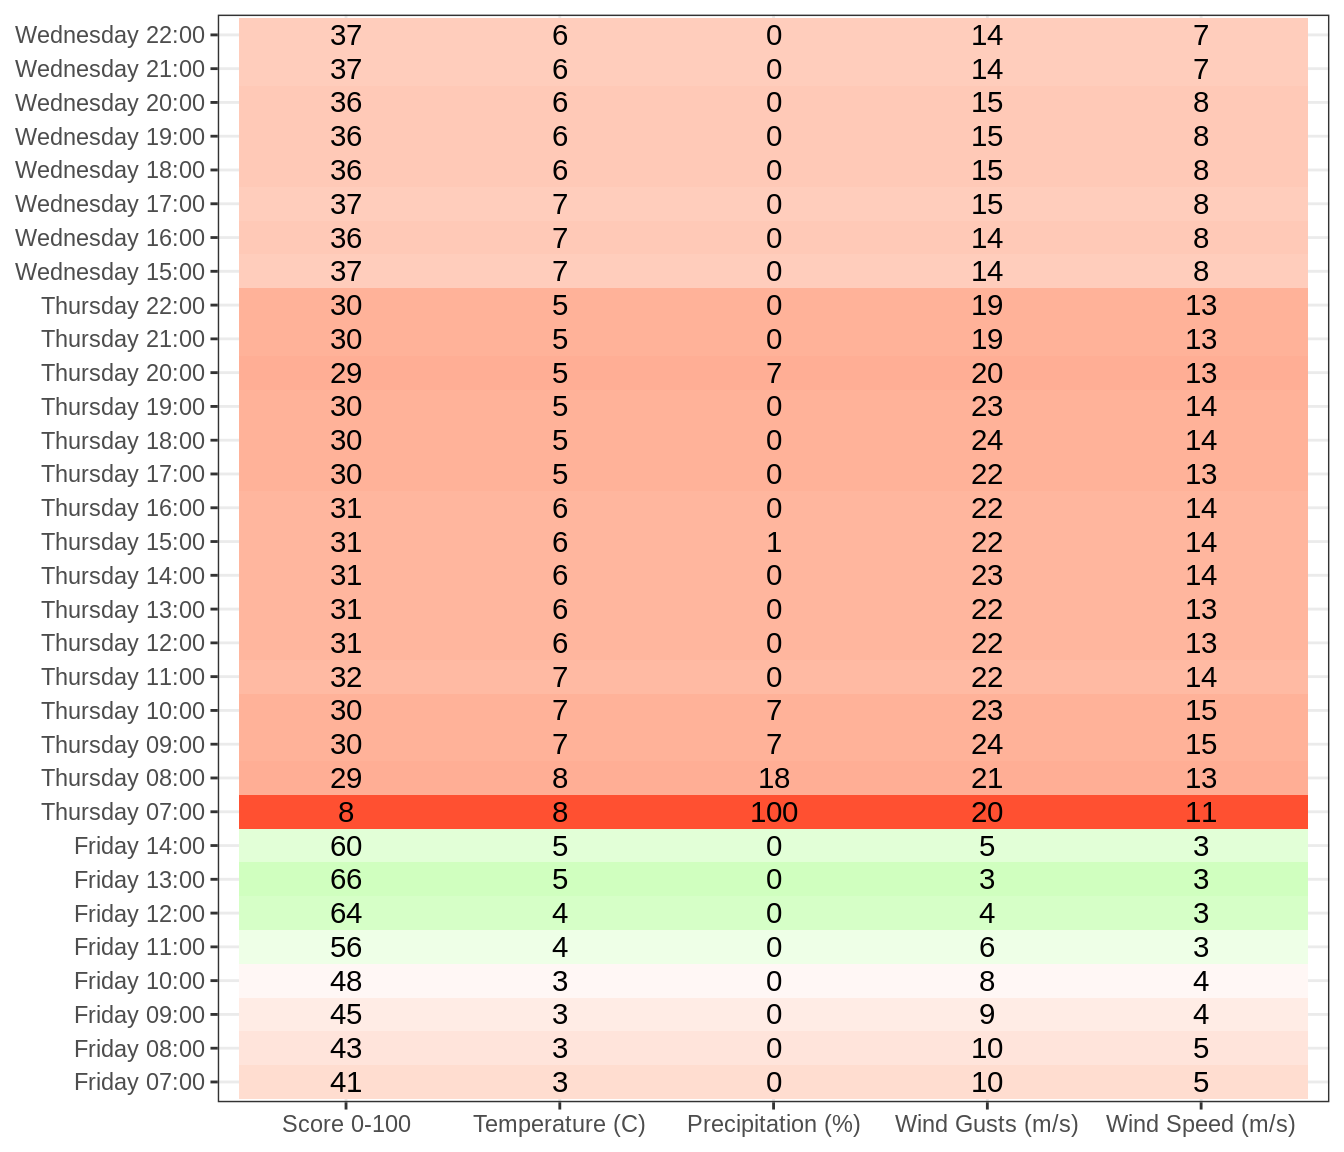 Wednesday 22:00 37 6 0 14 7
Wednesday 21:00 37 6 0 14 7
Wednesday 20:00 36 6 0 15 8
Wednesday 19:00 36 6 0 15 8
Wednesday 18:00 36 6 0 15 8
Wednesday 17:00 37 7 0 15 8
Wednesday 16:00 36 7 0 14 8
Wednesday 15:00 37 7 0 14 8
Thursday 22:00 30 5 0 19 13
Thursday 21:00 30 5 0 19 13
Thursday 20:00 29 5 7 20 13
Thursday 19:00 30 5 0 23 14
Thursday 18:00 30 5 0 24 14
Thursday 17:00 30 5 0 22 13
Thursday 16:00 31 6 0 22 14
Thursday 15:00 31 6 1 22 14
Thursday 14:00 31 6 0 23 14
Thursday 13:00 31 6 0 22 13
Thursday 12:00 31 6 0 22 13
Thursday 11:00 32 7 0 22 14
Thursday 10:00 30 7 7 23 15
Thursday 09:00 30 7 7 24 15
Thursday 08:00 29 8 18 21 13
Thursday 07:00 8 8 100 20 11
Friday 14:00 60 5 0 5 3
Friday 13:00 66 5 0 3 3
Friday 12:00 64 4 0 4 3
Friday 11:00 56 4 0 6 3
Friday 10:00 48 3 0 8 4
Friday 09:00 45 3 0 9 4
Friday 08:00 43 3 0 10 5
Friday 07:00 41 3 0 10 5
Score 0-100 Temperature (C) Precipitation (%) Wind Gusts (m/s) Wind Speed (m/s)